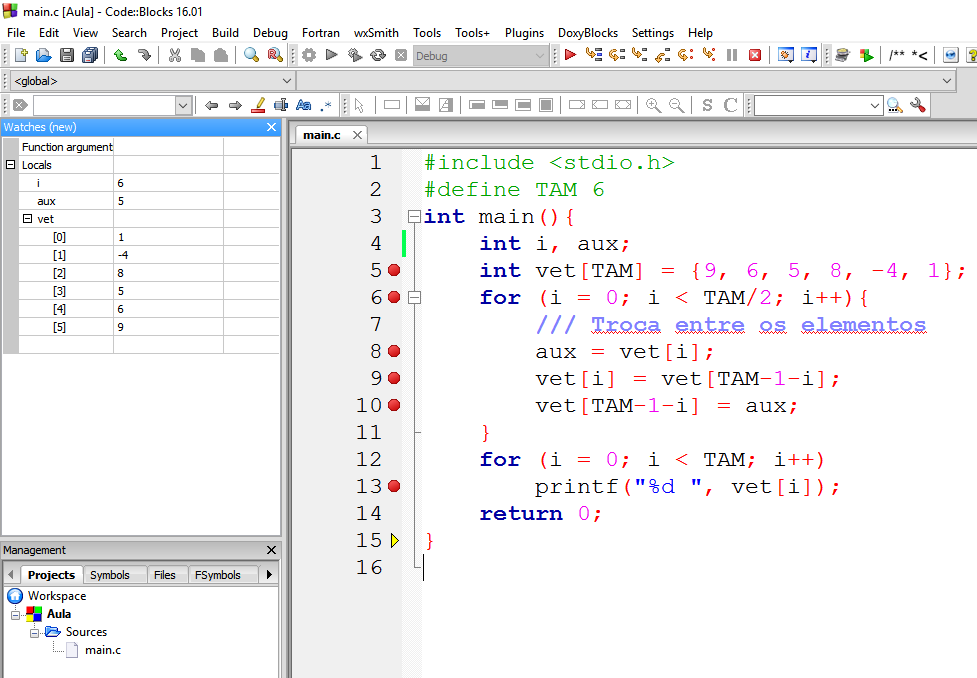 main.c [Aula] - Code::Blocks 16.01
File Edit View Search Project Build Debug Fortran wxSmith Tools Tools+ Plugins DoxyBlocks Settings Help
Debug
/** *<
<global>
Aa .*
S C
Watches (new)
Function argument
Locals
i 6
aux 5
vet
[0] 1
[1] -4
[2] 8
[3] 5
[4] 6
[5] 9
Management
Projects Symbols Files FSymbols
Workspace
Aula
Sources
main.c
main.c
1 #include <stdio.h>
2 #define TAM 6
3 int main(){
4 int i, aux;
5 int vet[TAM] = {9, 6, 5, 8, -4, 1};
6 for (i = 0; i < TAM/2; i++){
7 /// Troca entre os elementos
8 aux = vet[i];
9 vet[i] = vet[TAM-1-i];
10 vet[TAM-1-i] = aux;
11 }
12 for (i = 0; i < TAM; i++)
13 printf("%d ", vet[i]);
14 return 0;
15 }
16